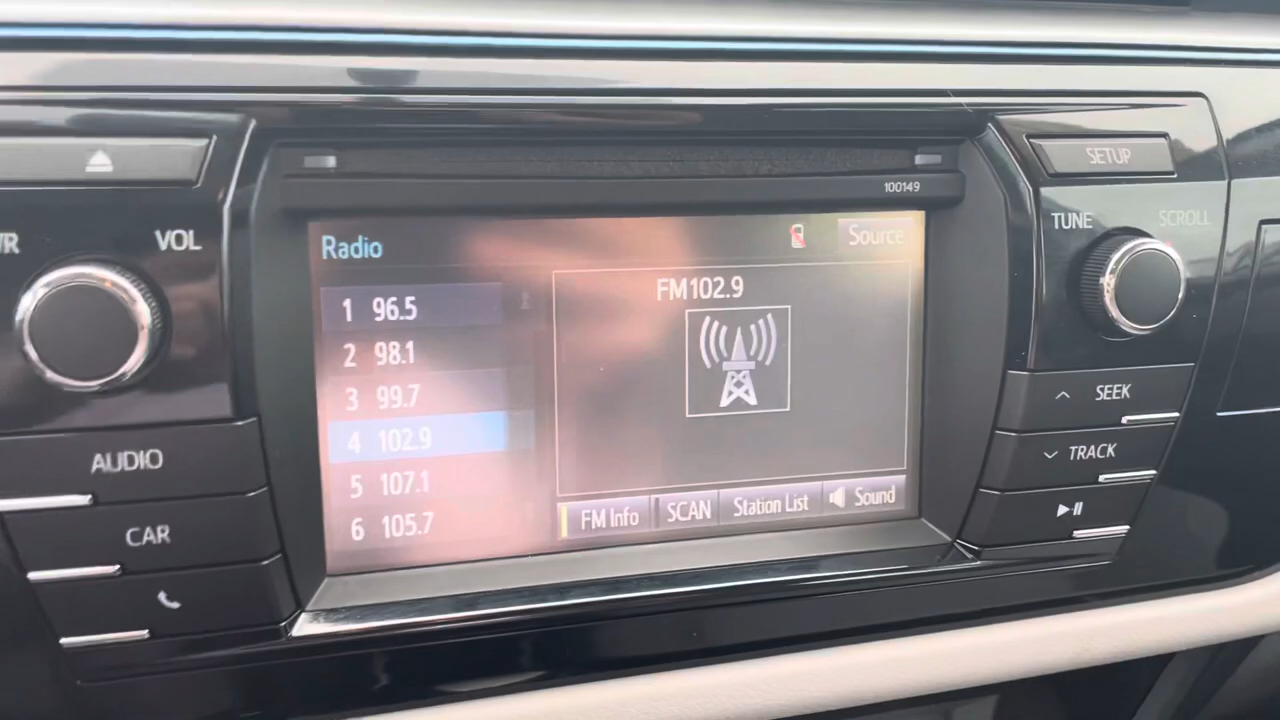 100149
SETUP
WR VOL
TUNE SCROLL
Radio
Source
FM102.9
1 96.5
2 98.1
3 99.7
4 102.9
5 107.1
6 105.7
FM Info SCAN Station List Sound
AUDIO
CAR
SEEK
TRACK